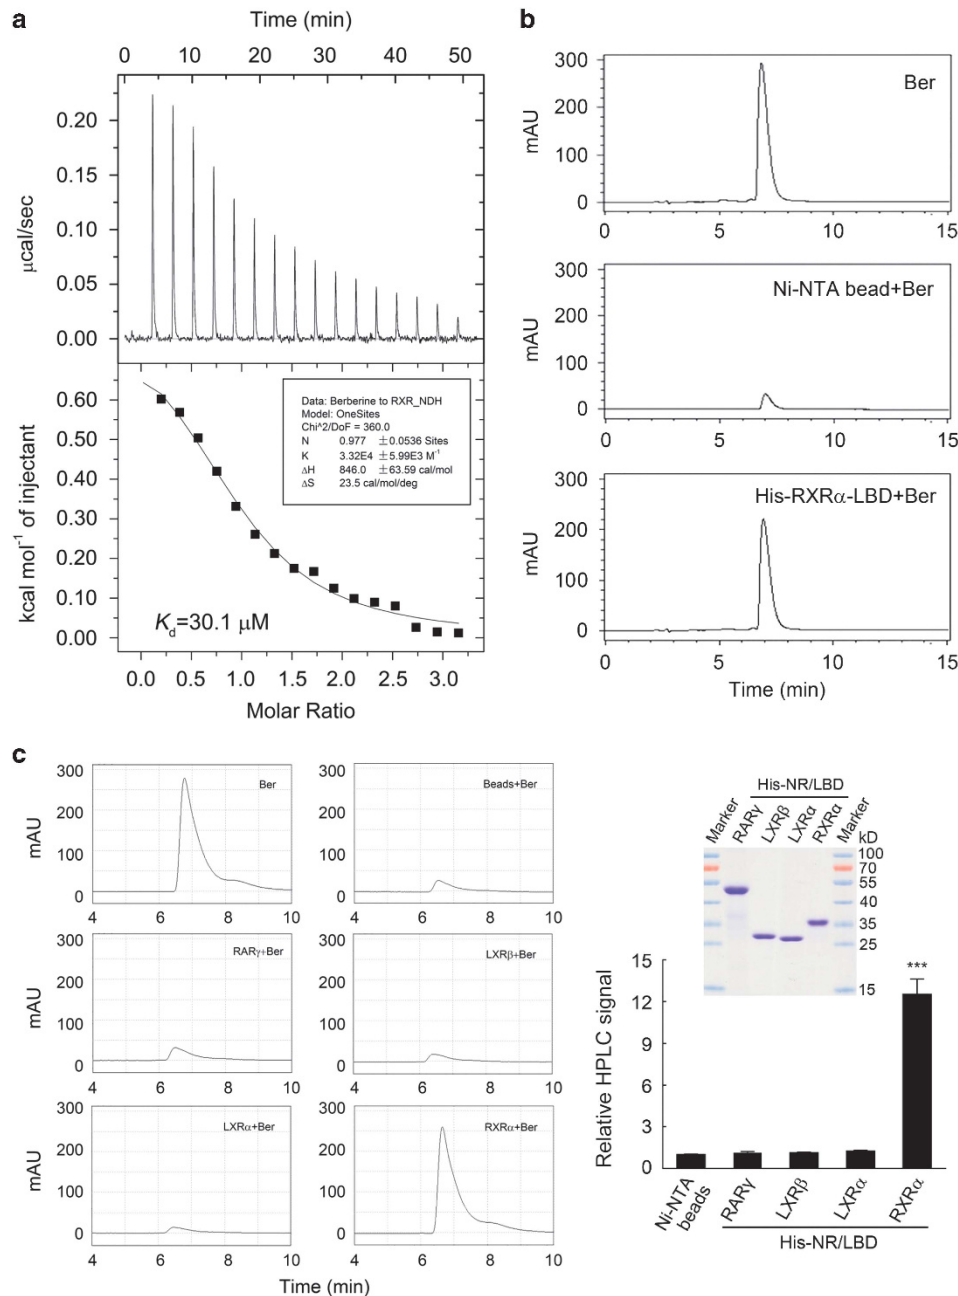 a
Time (min)
0 10 20 30 40 50
0.20
0.15
0.10
0.05
0.00
μcal/sec
0.60
0.50
0.40
0.30
0.20
0.10
0.00
kcal mol⁻¹ of injectant
Data: Berberine to RXR_NDH
Model: OneSites
Chi^2/DoF = 360.0
N 0.977 ±0.0536 Sites
K 3.32E4 ±5.99E3 M⁻¹
ΔH 846.0 ±63.59 cal/mol
ΔS 23.5 cal/mol/deg
Kd=30.1 μM
0.0 0.5 1.0 1.5 2.0 2.5 3.0
Molar Ratio
b
300
200
100
0
mAU
Ber
0 5 10 15
300
200
100
0
mAU
Ni-NTA bead+Ber
0 5 10 15
300
200
100
0
mAU
His-RXRα-LBD+Ber
0 5 10 15
Time (min)
c
300
200
100
0
mAU
Ber
4 6 8 10
300
200
100
0
Beads+Ber
4 6 8 10
300
200
100
0
mAU
RARγ+Ber
4 6 8 10
300
200
100
0
LXRβ+Ber
4 6 8 10
300
200
100
0
mAU
LXRα+Ber
4 6 8 10
300
200
100
0
RXRα+Ber
4 6 8 10
Time (min)
His-NR/LBD
Marker RARγ LXRβ LXRα RXRα Marker
kD
100
70
55
40
35
25
15
15
12
9
6
3
0
Relative HPLC signal
***
Ni-NTA beads RARγ LXRβ LXRα RXRα
His-NR/LBD